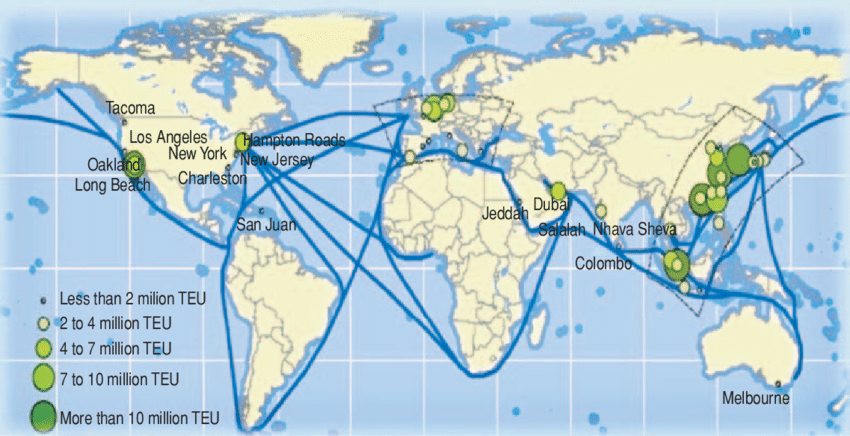 Tacoma
Los Angeles
Hampton Roads
New York
New Jersey
Oakland
Charleston
Long Beach
San Juan
Jeddah
Dubai
Salalah
Nhava Sheva
Colombo
Less than 2 milion TEU
2 to 4 million TEU
4 to 7 million TEU
7 to 10 million TEU
More than 10 million TEU
Melbourne